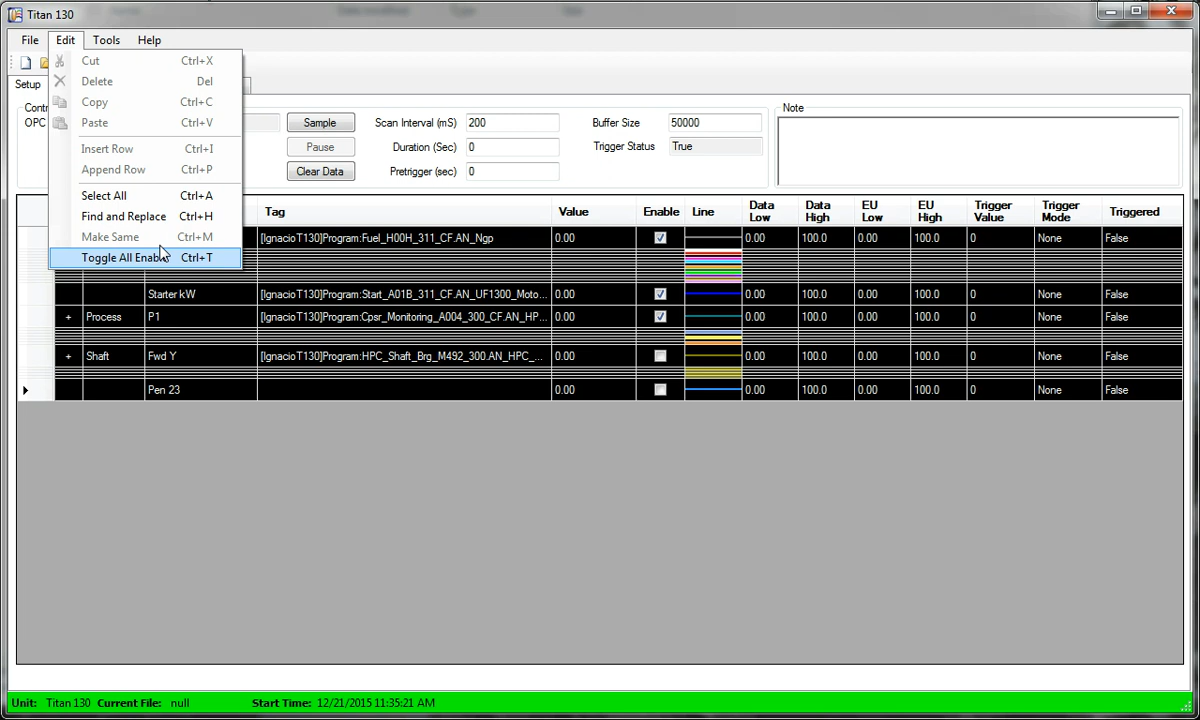 Titan 130
File Edit Tools Help
Cut Ctrl+X
Delete Del
Copy Ctrl+C
Paste Ctrl+V
Insert Row Ctrl+I
Append Row Ctrl+P
Select All Ctrl+A
Find and Replace Ctrl+H
Make Same Ctrl+M
Toggle All Ctrl+T
Setup
OPC
Sample Scan Interval (mS) 200 Buffer Size 50000 Note
Pause Duration (Sec) 0 Trigger Status True
Clear Data Pretrigger (sec) 0
Tag Value Enable Line Data Low Data High EU Low EU High Trigger Value Trigger Mode Triggered
[IgnacioT130]Program:Fuel_H00H_311_CF.AN_Ngp 0.00 0.00 100.0 0.00 100.0 0 None False
Starter kW [IgnacioT130]Program:Start_A01B_311_CF.AN_UF1300_Moto... 0.00 0.00 100.0 0.00 100.0 0 None False
+ Process P1 [IgnacioT130]Program:Cpsr_Monitoring_A004_300_CF.AN_HP... 0.00 0.00 100.0 0.00 100.0 0 None False
+ Shaft Fwd Y [IgnacioT130]Program:HPC_Shaft_Brg_M492_300.AN_HPC_... 0.00 0.00 100.0 0.00 100.0 0 None False
Pen 23 0.00 0.00 100.0 0.00 100.0 0 None False
Unit: Titan 130 Current File: null Start Time: 12/21/2015 11:35:21 AM